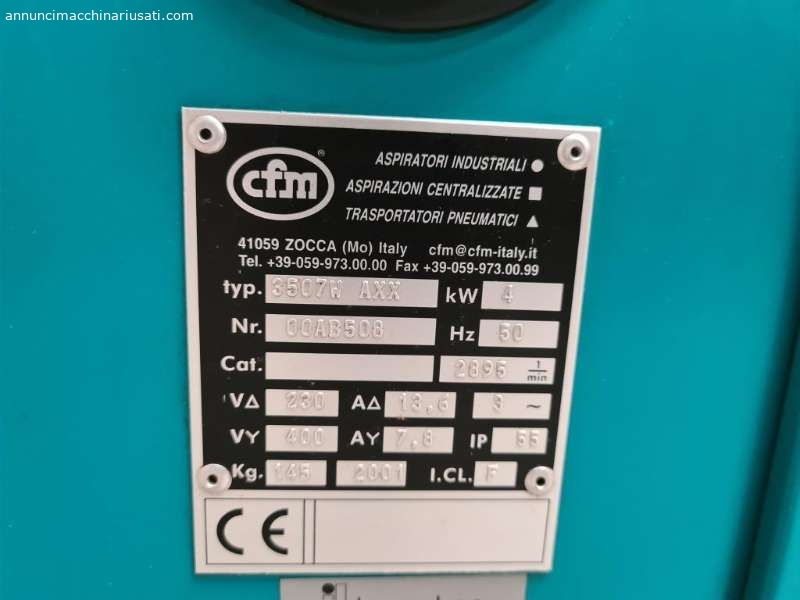 annuncimacchinariusati.com
cfm®
ASPIRATORI INDUSTRIALI ●
ASPIRAZIONI CENTRALIZZATE ■
TRASPORTATORI PNEUMATICI ▲
41059 ZOCCA (Mo) Italy cfm@cfm-italy.it
Tel. +39-059-973.00.00 Fax +39-059-973.00.99
typ. 3507W AXX kW 4
Nr. 00AB508 Hz 50
Cat. 2895 1/min
VΔ 230 AΔ 13,6 3 ~
VY 400 AY 7,8 IP 55
Kg. 145 2001 I.CL. F
CE